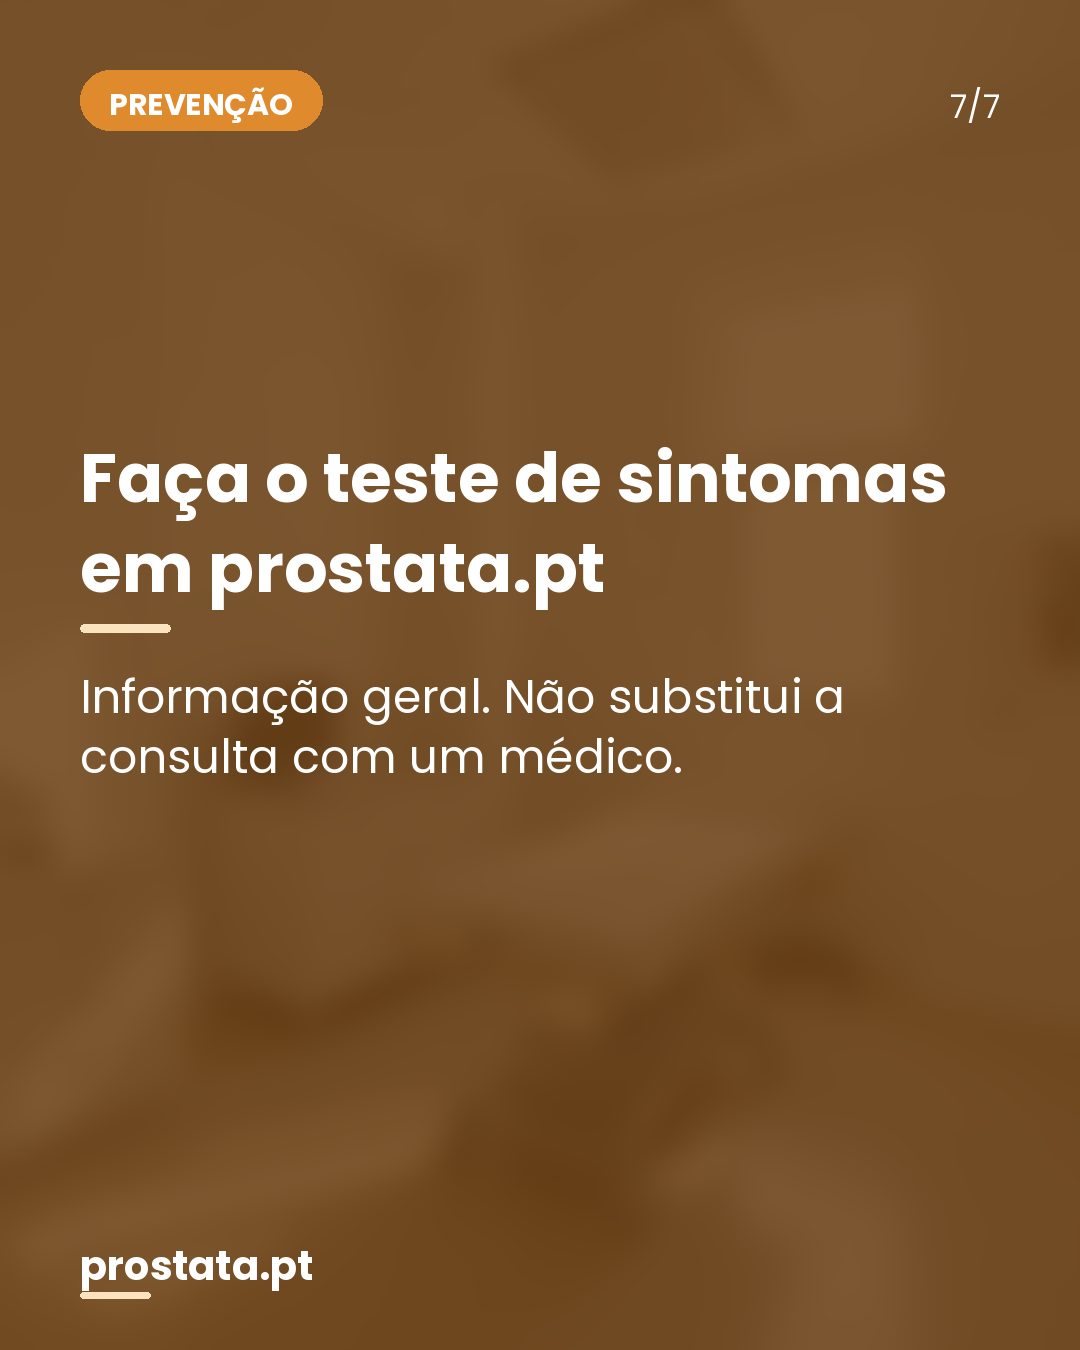 PREVENÇÃO
7/7
Faça o teste de sintomas
em prostata.pt
Informação geral. Não substitui a
consulta com um médico.
prostata.pt